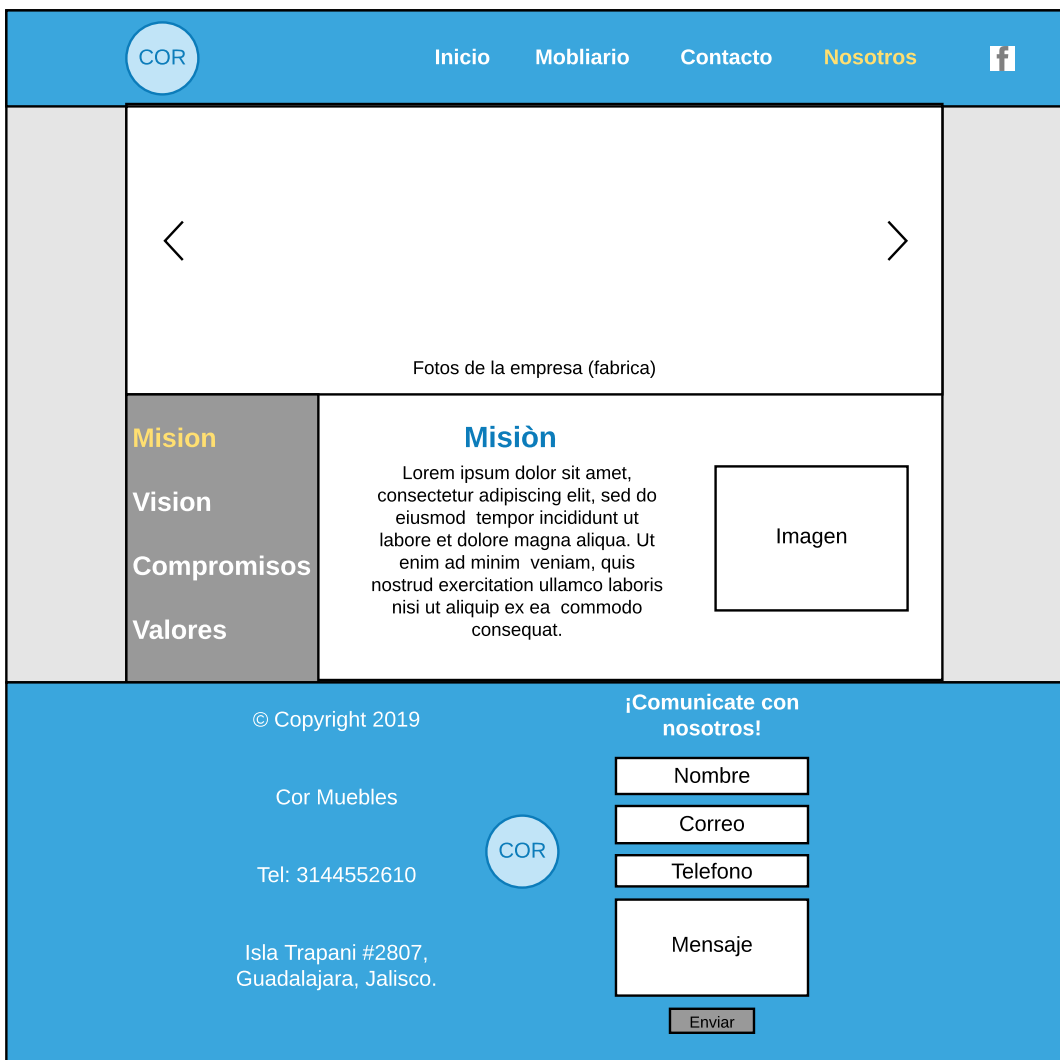 COR
Inicio
Mobliario
Contacto
Nosotros
f
Fotos de la empresa (fabrica)
Mision
Vision
Compromisos
Valores
Misiòn
Lorem ipsum dolor sit amet,
consectetur adipiscing elit, sed do
eiusmod  tempor incididunt ut
labore et dolore magna aliqua. Ut
enim ad minim  veniam, quis
nostrud exercitation ullamco laboris
nisi ut aliquip ex ea  commodo
consequat.
Imagen
© Copyright 2019
Cor Muebles
Tel: 3144552610
Isla Trapani #2807,
Guadalajara, Jalisco.
COR
¡Comunicate con
nosotros!
Nombre
Correo
Telefono
Mensaje
Enviar